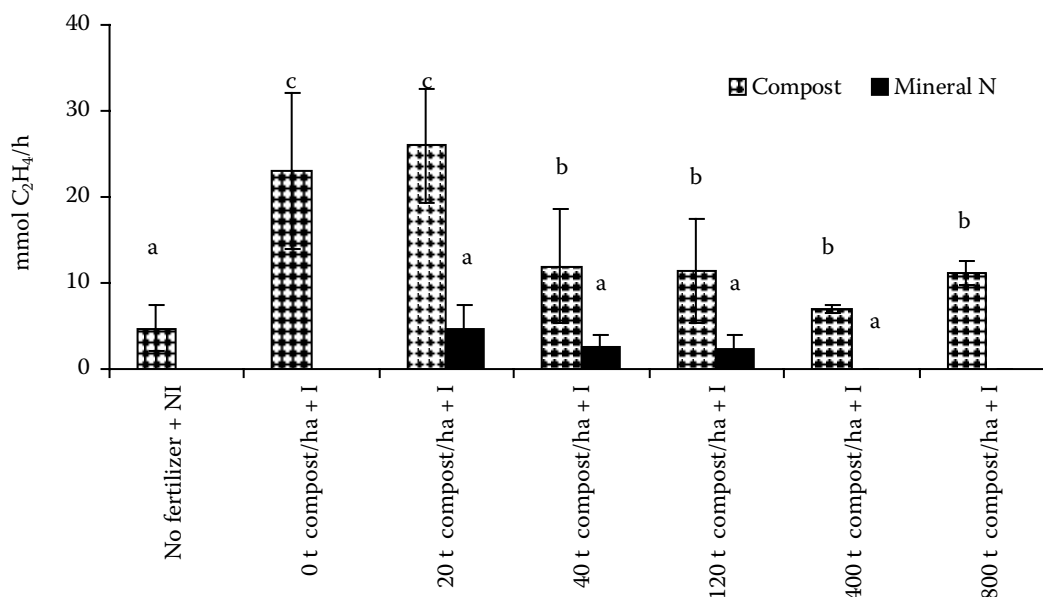 40
30
20
10
0
mmol C₂H₄/h
Compost
Mineral N
a
c
c
a
b
a
b
a
b
a
b
No fertilizer + NI
0 t compost/ha + I
20 t compost/ha + I
40 t compost/ha + I
120 t compost/ha + I
400 t compost/ha + I
800 t compost/ha + I